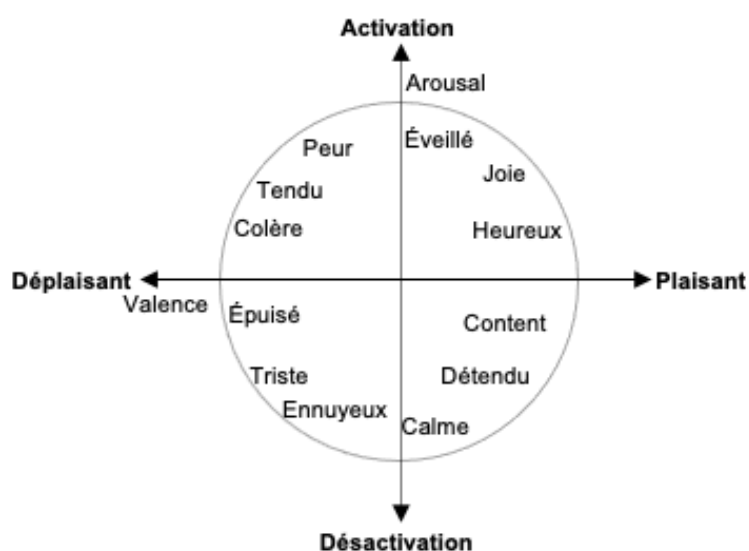 Activation
Arousal
Éveillé
Peur
Joie
Tendu
Colère
Heureux
Déplaisant
Plaisant
Valence
Épuisé
Content
Triste
Détendu
Ennuyeux
Calme
Désactivation